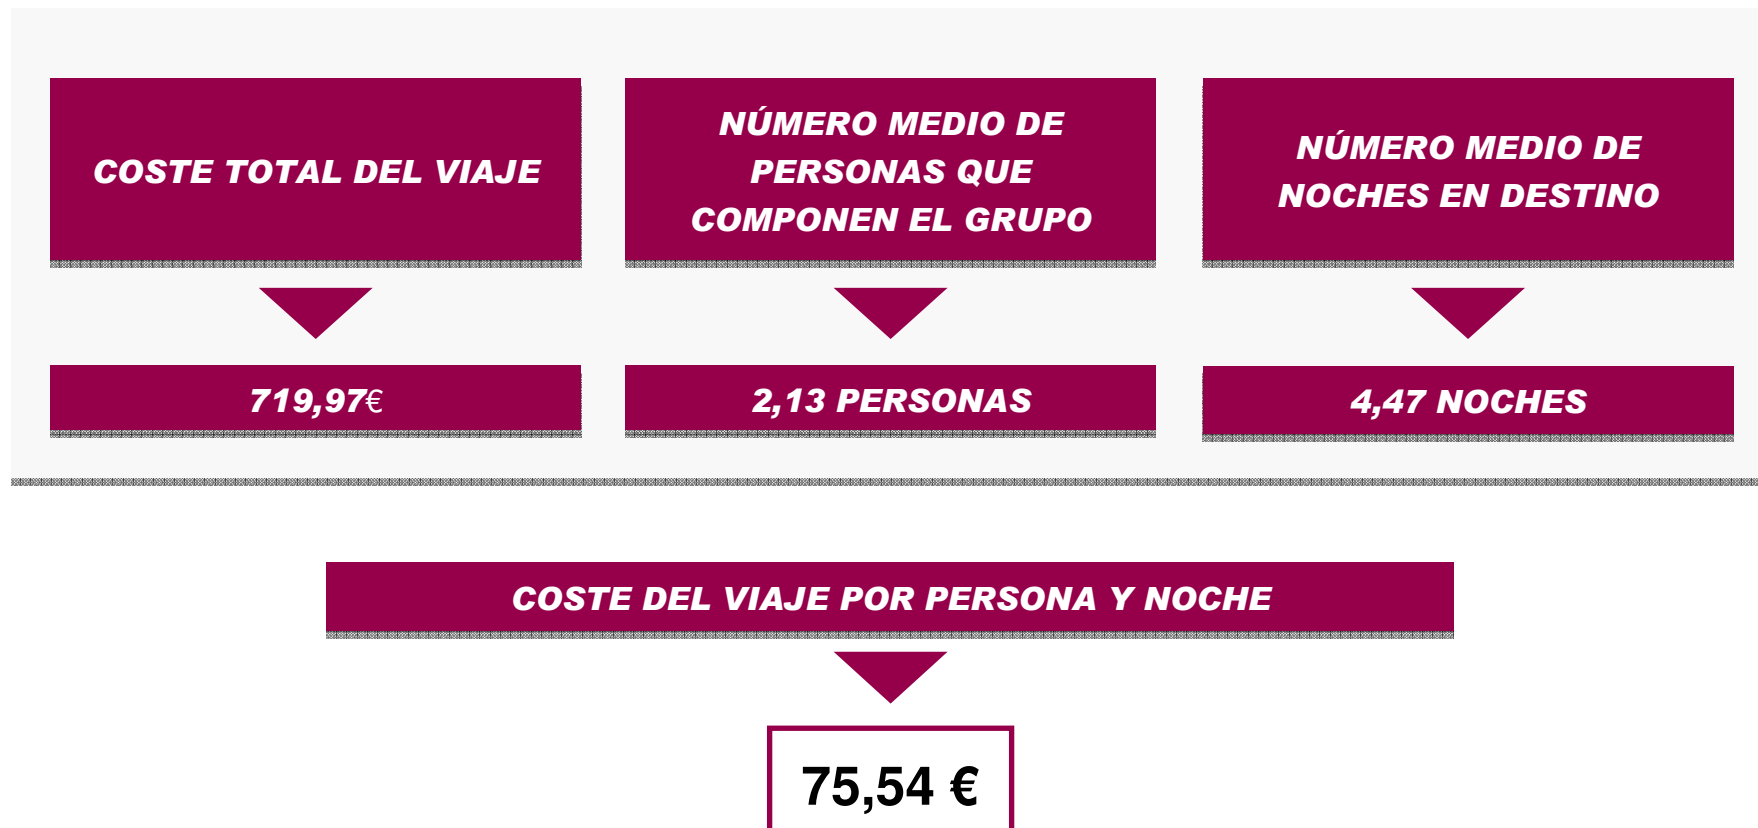 COSTE TOTAL DEL VIAJE
NÚMERO MEDIO DE
PERSONAS QUE
COMPONEN EL GRUPO
NÚMERO MEDIO DE
NOCHES EN DESTINO
719,97€
2,13 PERSONAS
4,47 NOCHES
COSTE DEL VIAJE POR PERSONA Y NOCHE
75,54 €